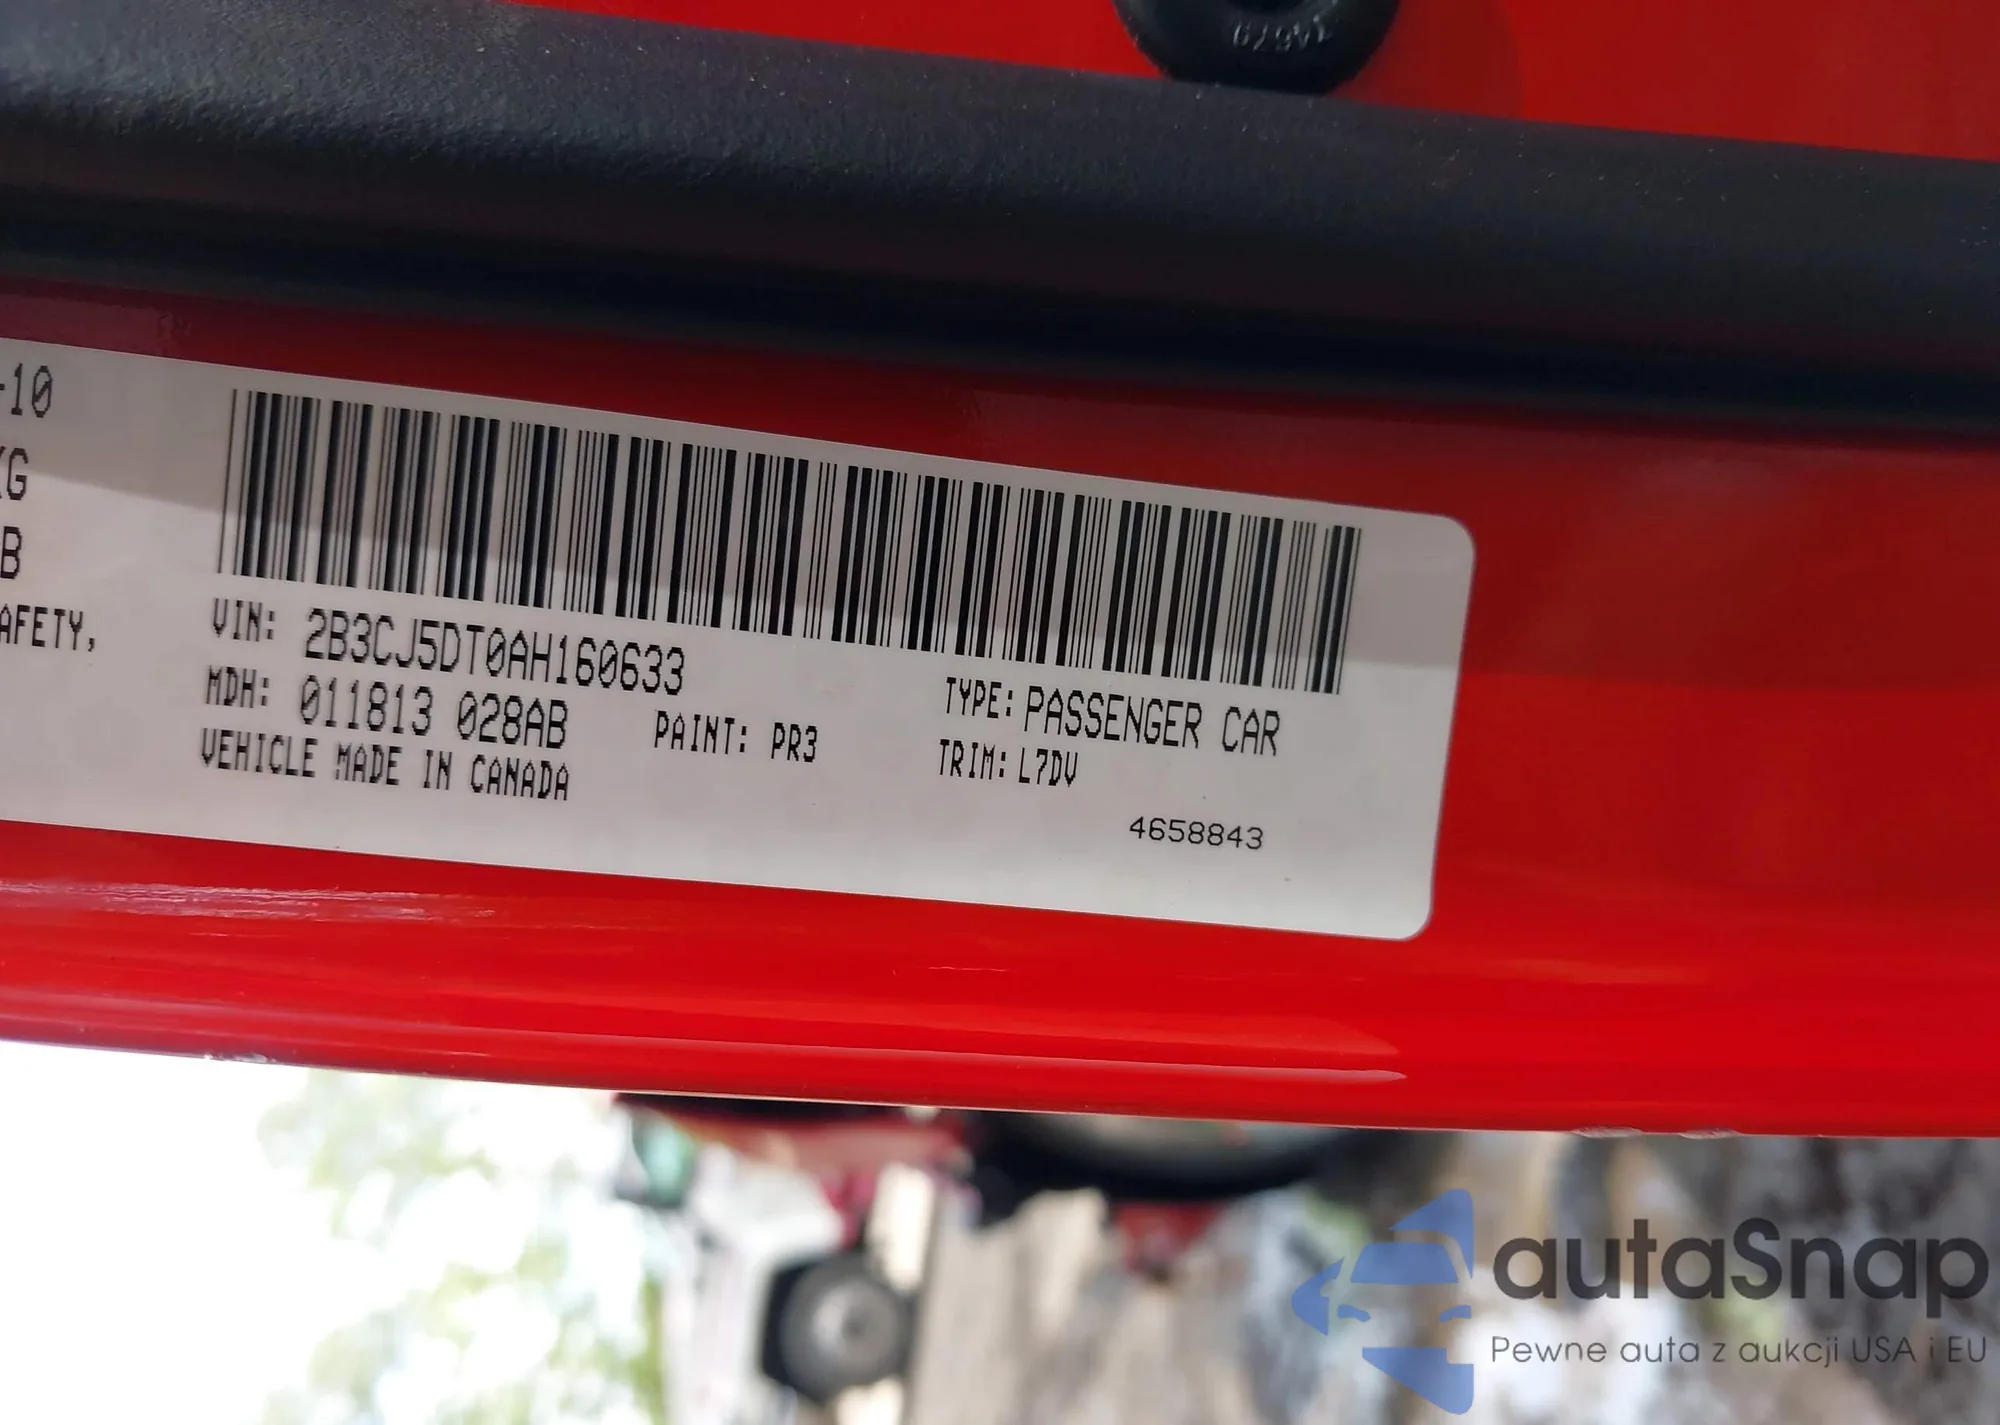 1A679
-10
KG
B
AFETY,
VIN: 2B3CJ5DT0AH160633
MDH: 011813 028AB
PAINT: PR3
VEHICLE MADE IN CANADA
TYPE: PASSENGER CAR
TRIM: L7DV
4658843
autaSnap
Pewne auta z aukcji USA i EU